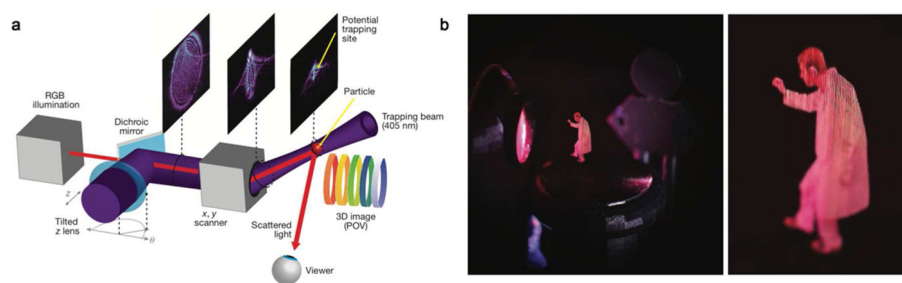 a
b
Potential
trapping
site
Particle
Trapping beam
(405 nm)
RGB
illumination
Dichroic
mirror
z
Tilted
z lens
θ
x, y
scanner
Scattered
light
3D image
(POV)
Viewer